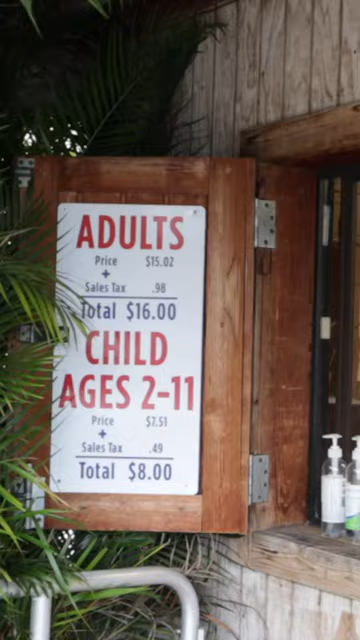 ADULTS
Price $15.02
+
Sales Tax .98
Total $16.00
CHILD
AGES 2-11
Price $7.51
+
Sales Tax .49
Total $8.00